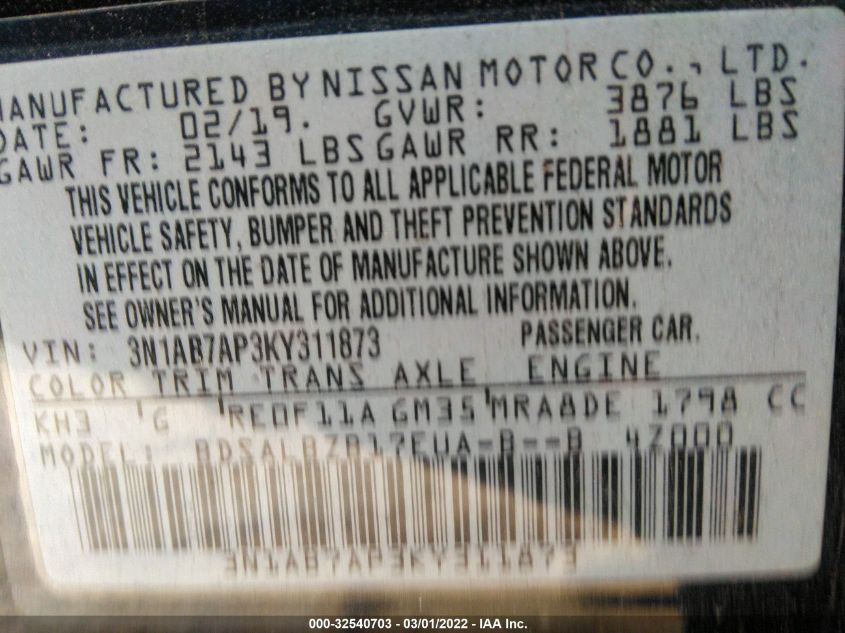 MANUFACTURED BY NISSAN MOTOR CO., LTD.
DATE: 02/19. GVWR: 3876 LBS
GAWR FR: 2143 LBS GAWR RR: 1881 LBS
THIS VEHICLE CONFORMS TO ALL APPLICABLE FEDERAL MOTOR
VEHICLE SAFETY, BUMPER AND THEFT PREVENTION STANDARDS
IN EFFECT ON THE DATE OF MANUFACTURE SHOWN ABOVE.
SEE OWNER'S MANUAL FOR ADDITIONAL INFORMATION.
VIN: 3N1AB7AP3KY311873 PASSENGER CAR.
COLOR TRIM TRANS AXLE ENGINE
KH3 'G 'RE0F11A GM35'MRA8DE 1798 CC
MODEL: BDSALBZB17EUA-B--B 4Z000
3N1AB7AP3KY311873
000-32540703 - 03/01/2022 - IAA Inc.